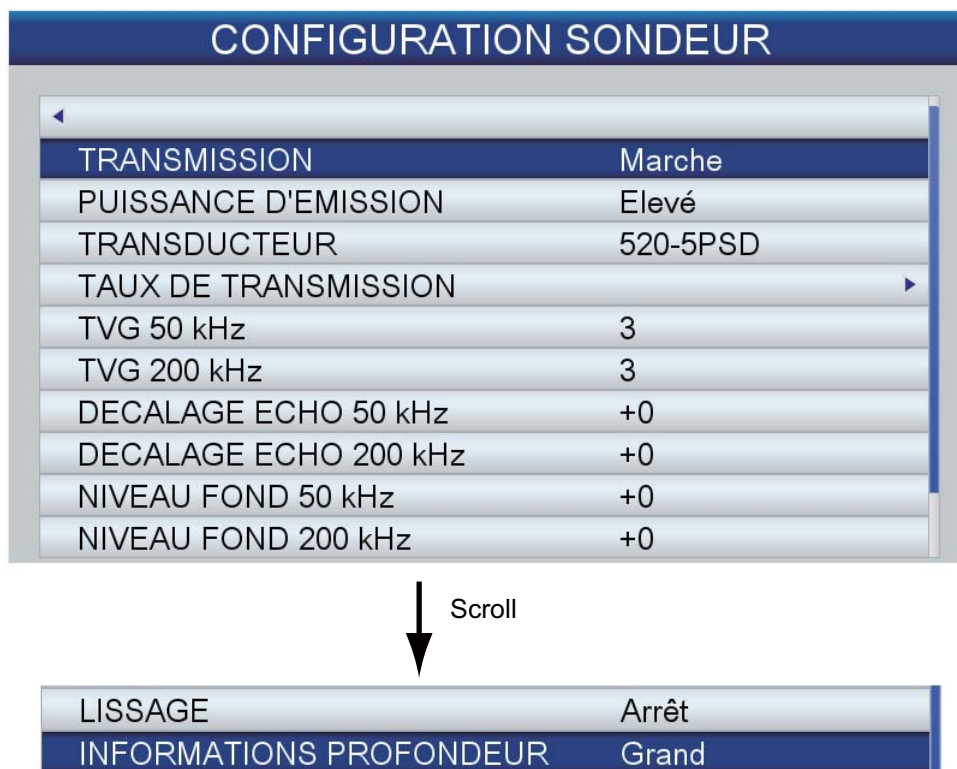 CONFIGURATION SONDEUR
TRANSMISSION Marche
PUISSANCE D'EMISSION Elevé
TRANSDUCTEUR 520-5PSD
TAUX DE TRANSMISSION
TVG 50 kHz 3
TVG 200 kHz 3
DECALAGE ECHO 50 kHz +0
DECALAGE ECHO 200 kHz +0
NIVEAU FOND 50 kHz +0
NIVEAU FOND 200 kHz +0
Scroll
LISSAGE Arrêt
INFORMATIONS PROFONDEUR Grand